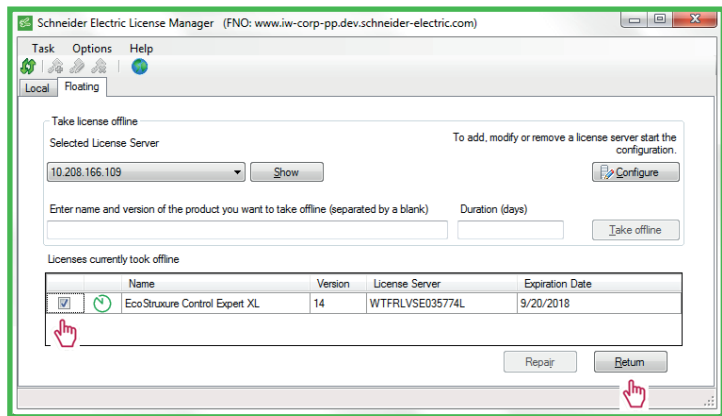 Schneider Electric License Manager (FNO: www.iw-corp-pp.dev.schneider-electric.com)
Task Options Help
Local Floating
Take license offline
Selected License Server
To add, modify or remove a license server start the
configuration.
10.208.166.109 Show Configure
Enter name and version of the product you want to take offline (separated by a blank) Duration (days)
Take offline
Licenses currently took offline
Name Version License Server Expiration Date
EcoStruxure Control Expert XL 14 WTFRLVSE035774L 9/20/2018
Repair Return